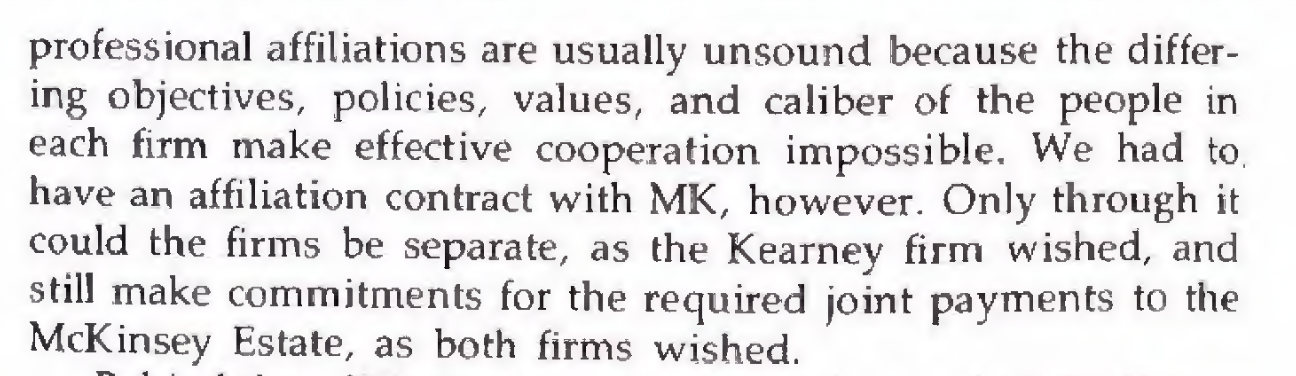 professional affiliations are usually unsound because the differ-
ing objectives, policies, values, and caliber of the people in
each firm make effective cooperation impossible. We had to
have an affiliation contract with MK, however. Only through it
could the firms be separate, as the Kearney firm wished, and
still make commitments for the required joint payments to the
McKinsey Estate, as both firms wished.